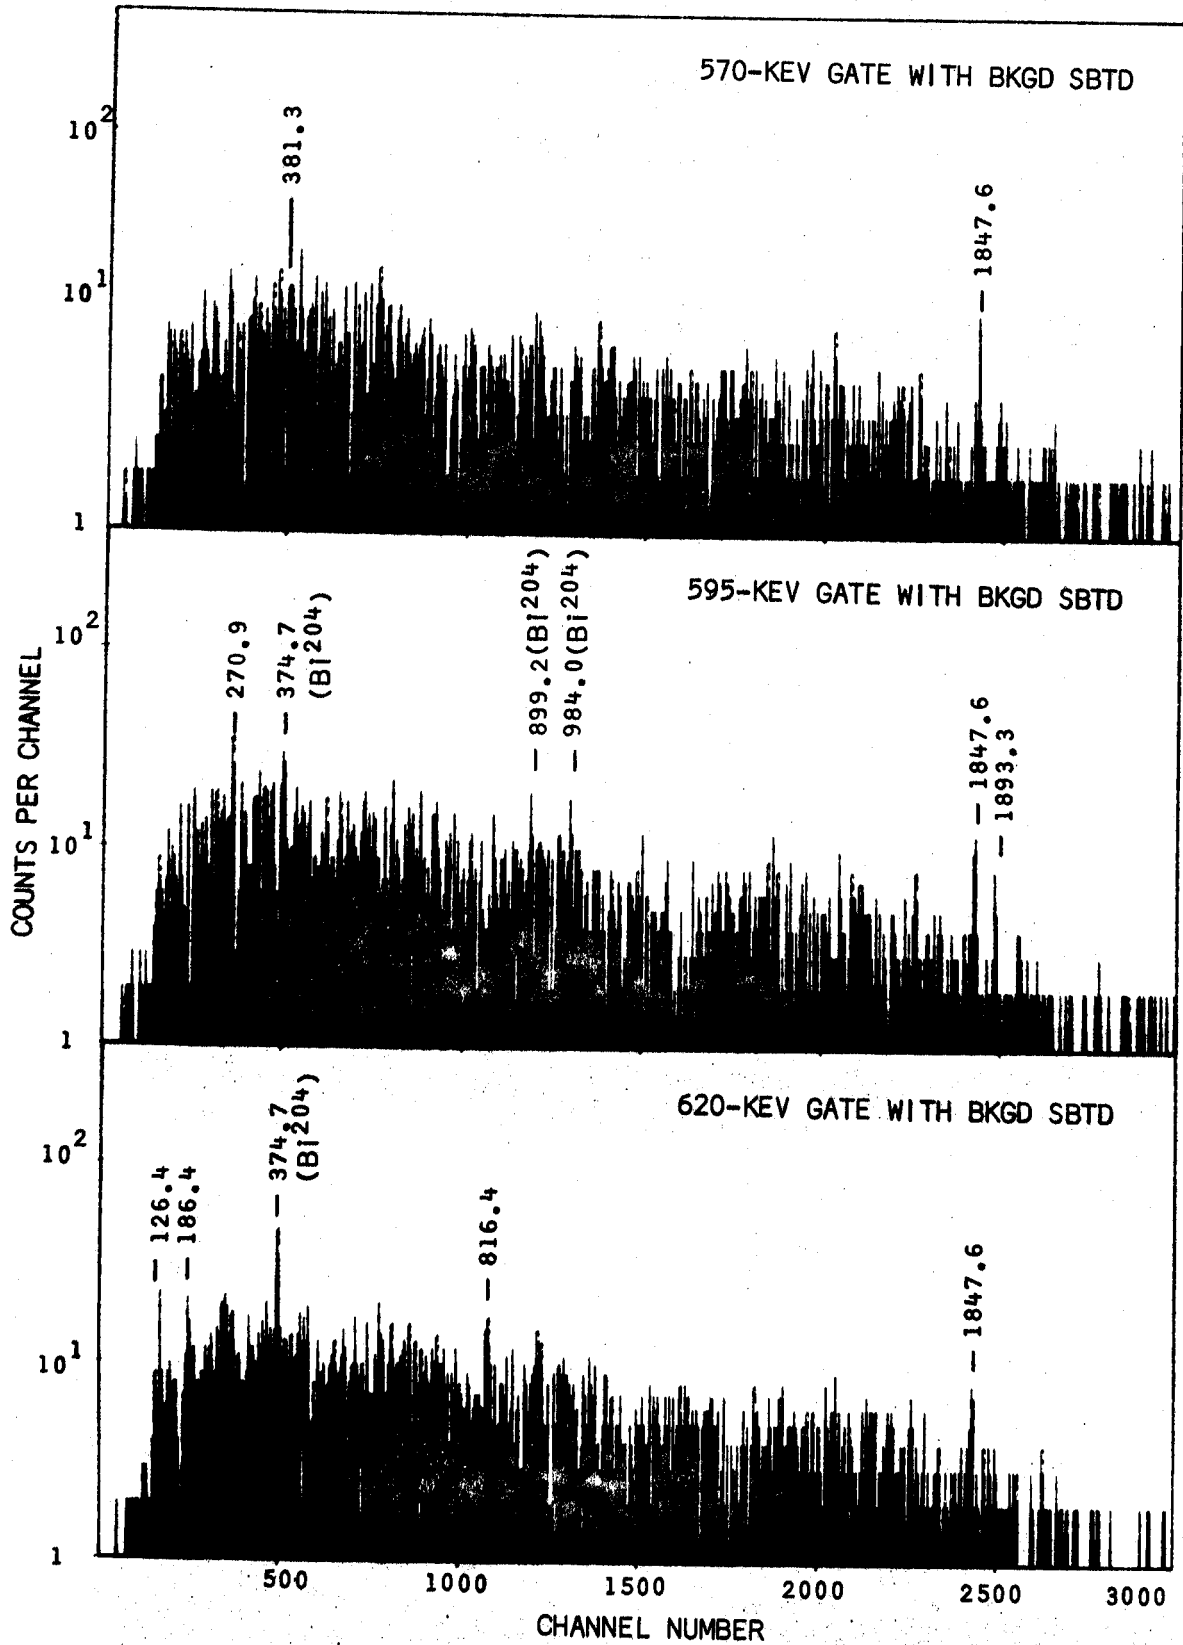 570-KEV GATE WITH BKGD SBTD
10²
381.3
1847.6
10¹
1
595-KEV GATE WITH BKGD SBTD
10²
270.9
374.7
(BI²⁰⁴)
899.2(BI²⁰⁴)
984.0(BI²⁰⁴)
1847.6
1893.3
10¹
1
COUNTS PER CHANNEL
620-KEV GATE WITH BKGD SBTD
10²
126.4
186.4
374.7
(BI²⁰⁴)
816.4
1847.6
10¹
1
500 1000 1500 2000 2500 3000
CHANNEL NUMBER